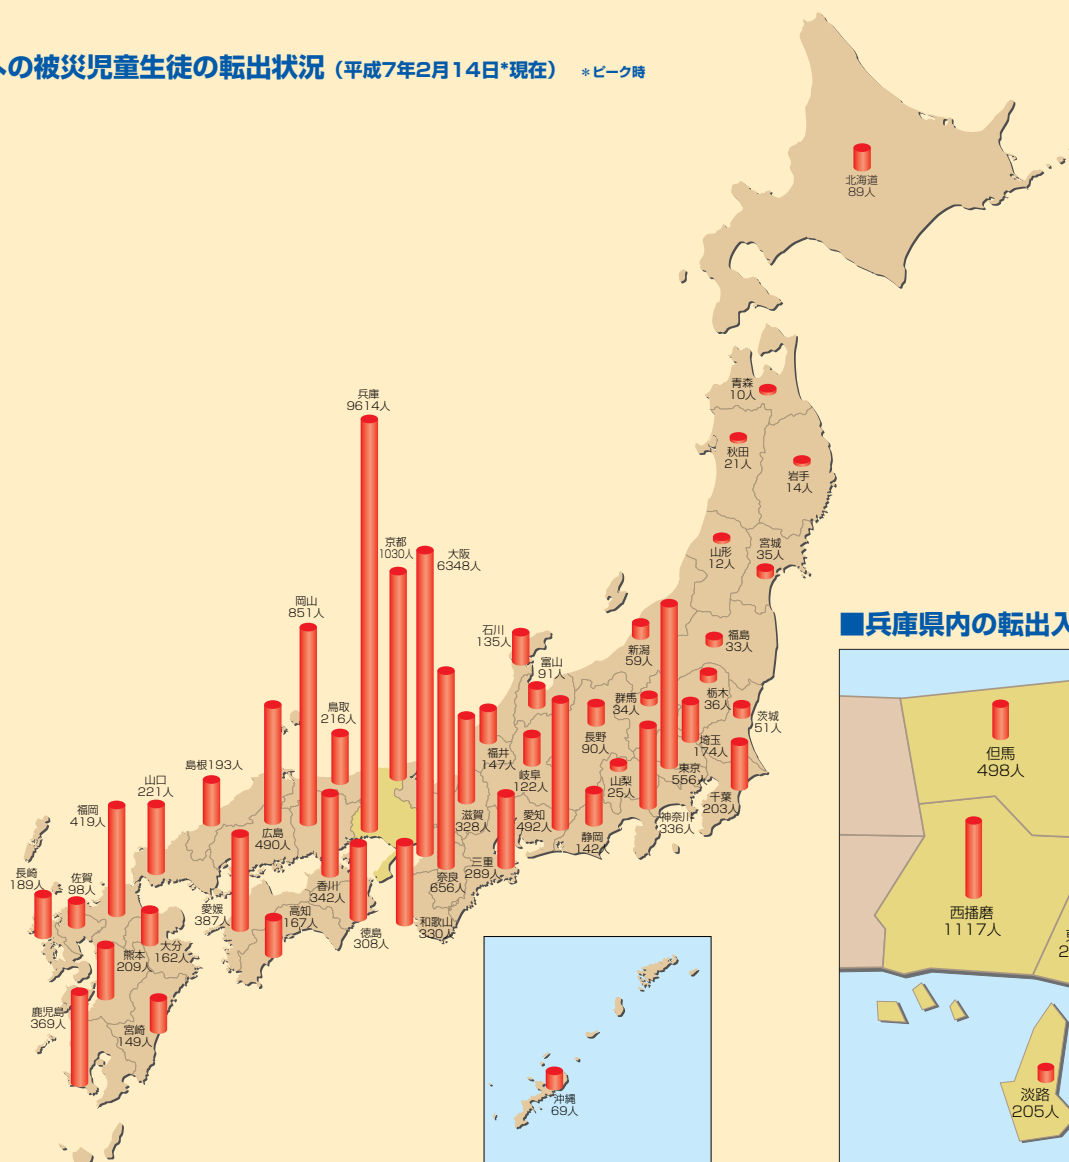 への被災児童生徒の転出状況（平成7年2月14日*現在） ＊ピーク時
北海道
89人
青森
10人
秋田
21人
岩手
14人
山形
12人
宮城
35人
福島
33人
新潟
59人
栃木
36人
群馬
34人
茨城
51人
埼玉
174人
東京
556人
千葉
203人
神奈川
336人
山梨
25人
長野
90人
静岡
142人
石川
135人
富山
91人
福井
147人
岐阜
122人
愛知
492人
滋賀
328人
三重
289人
奈良
656人
和歌山
330人
兵庫
9614人
京都
1030人
大阪
6348人
岡山
851人
鳥取
216人
島根193人
広島
490人
山口
221人
香川
342人
徳島
308人
愛媛
387人
高知
167人
福岡
419人
佐賀
98人
長崎
189人
大分
162人
熊本
209人
宮崎
149人
鹿児島
369人
沖縄
69人
■兵庫県内の転出入
但馬
498人
西播磨
1117人
淡路
205人